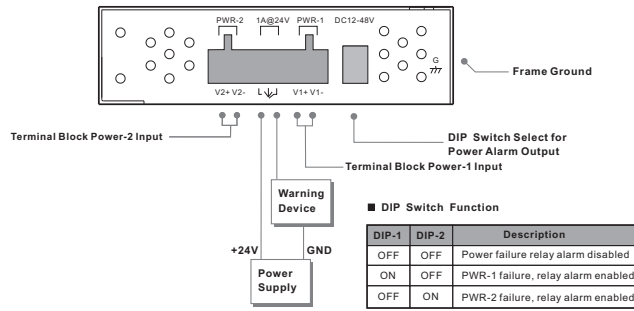 PWR-2 1A@24V PWR-1 DC12-48V
G
Frame Ground
V2+ V2- V1+ V1-
Terminal Block Power-2 Input
DIP Switch Select for
Power Alarm Output
Terminal Block Power-1 Input
Warning
Device
■ DIP Switch Function
+24V GND
Power
Supply
DIP-1 DIP-2 Description
OFF OFF Power failure relay alarm disabled
ON OFF PWR-1 failure, relay alarm enabled
OFF ON PWR-2 failure, relay alarm enabled